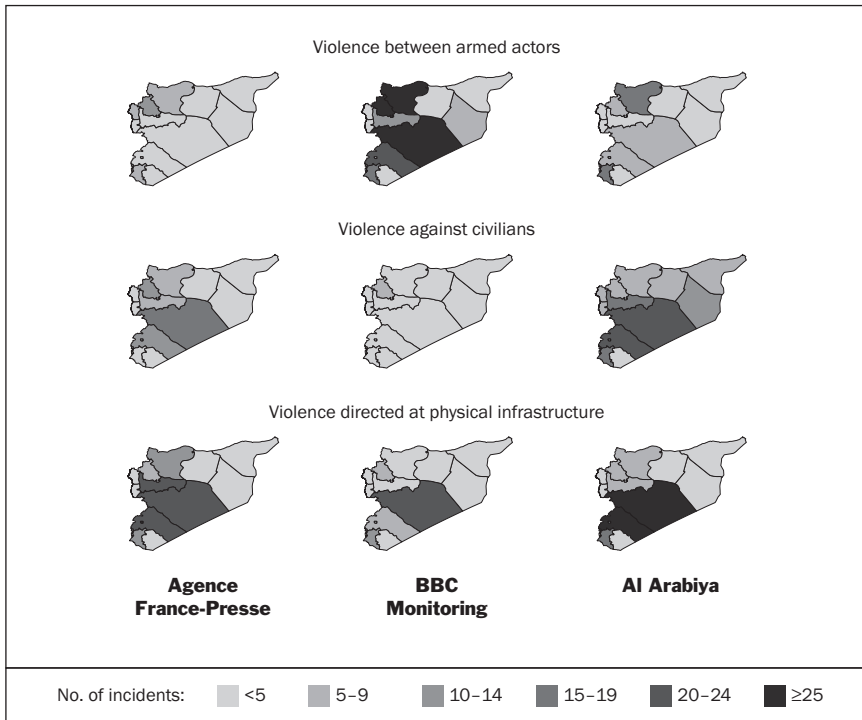 Violence between armed actors
Violence against civilians
Violence directed at physical infrastructure
Agence
France-Presse
BBC
Monitoring
Al Arabiya
No. of incidents: <5 5–9 10–14 15–19 20–24 ≥25